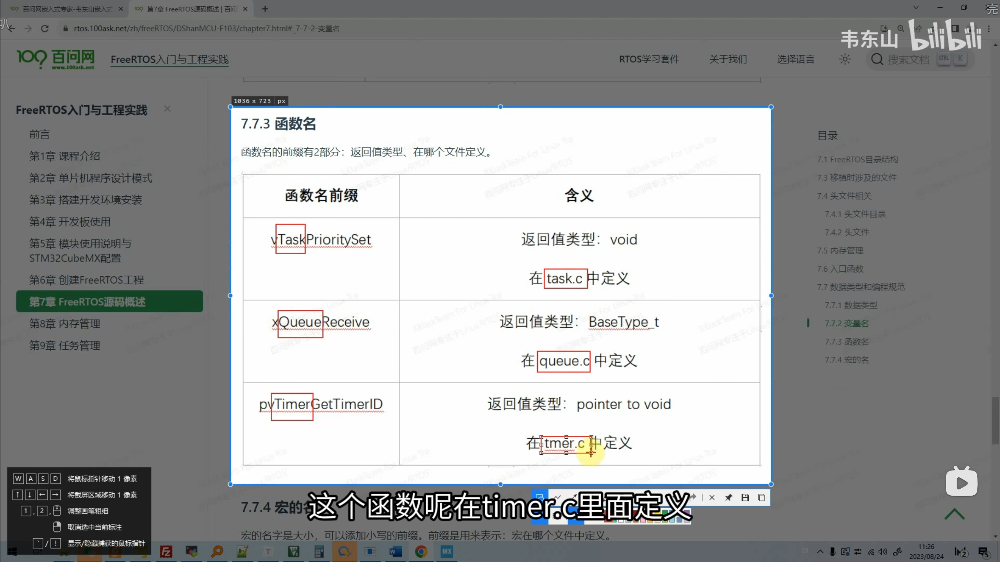 百问网嵌入式专家-韦东山嵌入式
第7章 FreeRTOS源码概述 | 百问
完
叭
rtos.100ask.net/zh/freeRTOS/DShanMCU-F103/chapter7.html#_7-7-2-变量名
韦东山 bilibili
百问网
www.100ask.net
FreeRTOS入门与工程实践
RTOS学习套件
关于我们
选择语言
搜索文档
CTRL K
FreeRTOS入门与工程实践
前言
第1章 课程介绍
第2章 单片机程序设计模式
第3章 搭建开发环境安装
第4章 开发板使用
第5章 模块使用说明与
STM32CubeMX配置
第6章 创建FreeRTOS工程
第7章 FreeRTOS源码概述
第8章 内存管理
第9章 任务管理
1036 x 723 px
7.7.3 函数名
函数名的前缀有2部分：返回值类型、在哪个文件定义。
函数名前缀
含义
vTaskPrioritySet
返回值类型：void
在 task.c 中定义
xQueueReceive
返回值类型：BaseType_t
在 queue.c 中定义
pvTimerGetTimerID
返回值类型：pointer to void
在 tmer.c 中定义
目录
7.1 FreeRTOS目录结构
7.3 移植时涉及的文件
7.4 头文件相关
7.4.1 头文件目录
7.4.2 头文件
7.5 内存管理
7.6 入口函数
7.7 数据类型和编程规范
7.7.1 数据类型
7.7.2 变量名
7.7.3 函数名
7.7.4 宏的名
W A S D 将鼠标指针移动 1 像素
↑ ↓ ← → 将截屏区域移动 1 像素
1 , 2 , 调整画笔粗细
取消选中当前标注
` / ! 显示/隐藏捕获的鼠标指针
7.7.4 宏的名
这个函数呢在timer.c里面定义
宏的名字是大小，可以添加小写的前缀。前缀是用来表示：宏在哪个文件中定义。
11:26
2023/08/24
2
5